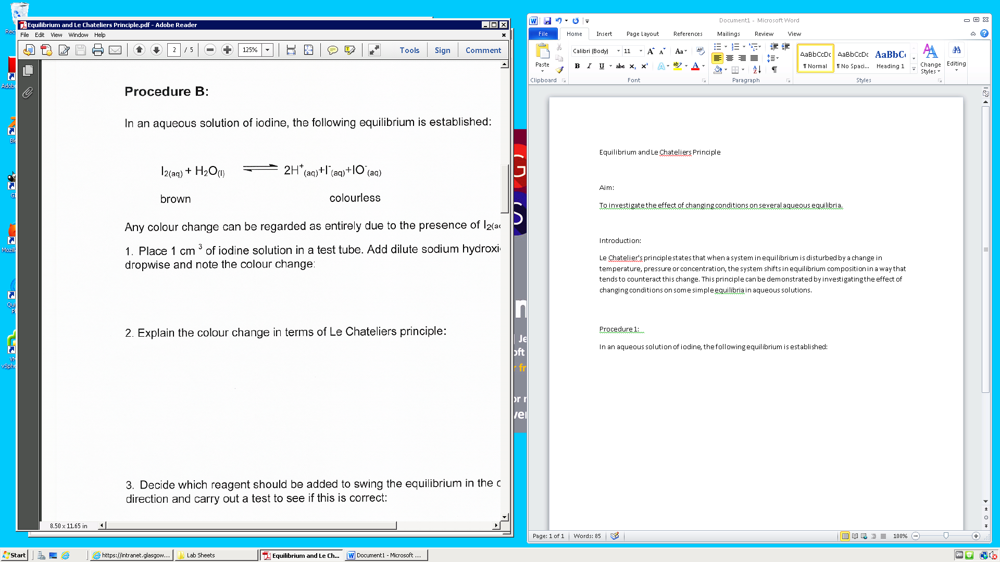 Equilibrium and Le Chateliers Principle.pdf - Adobe Reader
File Edit View Window Help
2 / 5 125% Tools Sign Comment
Procedure B:
In an aqueous solution of iodine, the following equilibrium is established:
I2(aq) + H2O(l) ⇌ 2H+(aq)+I-(aq)+IO-(aq)
brown colourless
Any colour change can be regarded as entirely due to the presence of I2(a
1. Place 1 cm 3 of iodine solution in a test tube. Add dilute sodium hydroxi
dropwise and note the colour change:
2. Explain the colour change in terms of Le Chateliers principle:
3. Decide which reagent should be added to swing the equilibrium in the
direction and carry out a test to see if this is correct:
8.50 x 11.65 in
Document1 - Microsoft Word
File Home Insert Page Layout References Mailings Review View
Paste
Clipboard
Calibri (Body) 11
Font
Paragraph
AaBbCcDc AaBbCcDc AaBbC
¶ Normal ¶ No Spaci... Heading 1
Change Styles
Styles
Editing
Equilibrium and Le Chateliers Principle
Aim:
To investigate the effect of changing conditions on several aqueous equilibria.
Introduction:
Le Chatelier's principle states that when a system in equilibrium is disturbed by a change in
temperature, pressure or concentration, the system shifts in equilibrium composition in a way that
tends to counteract this change. This principle can be demonstrated by investigating the effect of
changing conditions on some simple equilibria in aqueous solutions.
Procedure 1:
In an aqueous solution of iodine, the following equilibrium is established:
Page: 1 of 1 Words: 85 100%
Start https://intranet.glasgow... Lab Sheets Equilibrium and Le Ch... Document1 - Microsoft ...